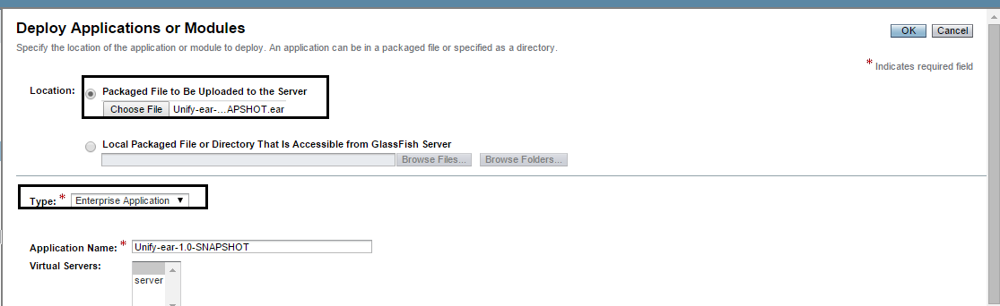 Deploy Applications or Modules
OK Cancel
Specify the location of the application or module to deploy. An application can be in a packaged file or specified as a directory.
* Indicates required field
Location: Packaged File to Be Uploaded to the Server
Choose File Unify-ear-...APSHOT.ear
Local Packaged File or Directory That Is Accessible from GlassFish Server
Browse Files... Browse Folders...
Type: * Enterprise Application
Application Name: * Unify-ear-1.0-SNAPSHOT
Virtual Servers:
server